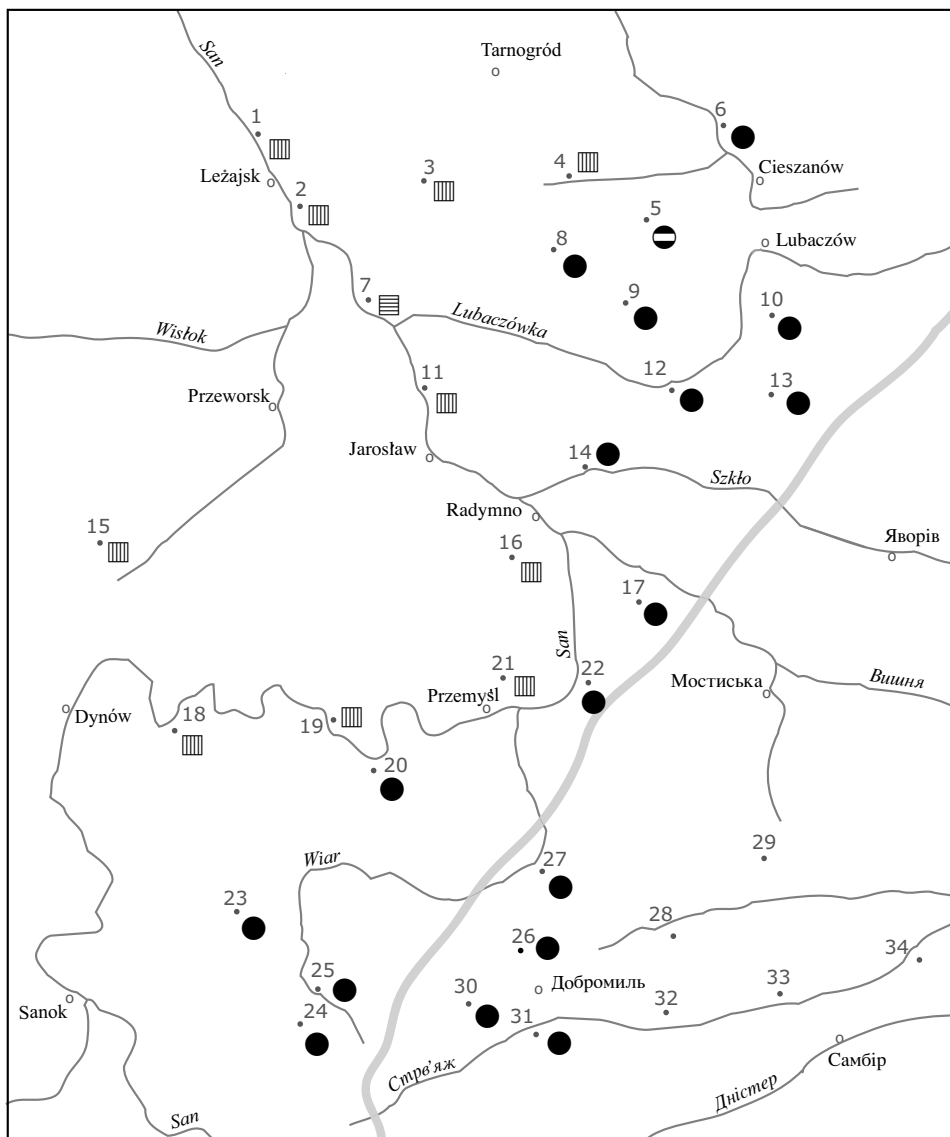 San
Tarnogród
1
6
Leżajsk
3
4
Cieszanów
2
5
8
Lubaczów
7
9
10
Wisłok
Lubaczówka
11
12
13
Przeworsk
Jarosław
14
Szkło
Radymno
15
16
Яворів
17
San
21
22
Przemyśl
Мостиська
Вишня
Dynów
18
19
20
29
Wiar
27
23
28
26
34
25
Добромиль
33
Sanok
24
30
32
31
Самбір
Стрв'яж
Дністер
San